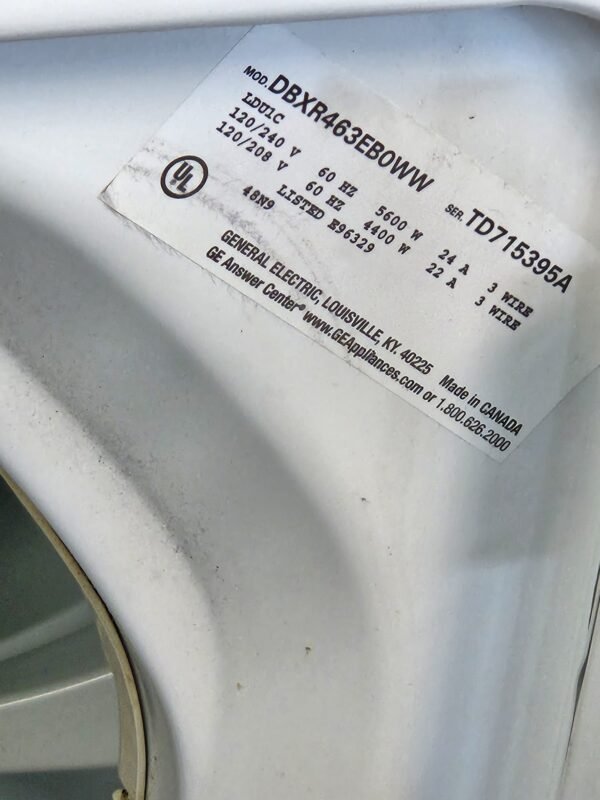 MOD. DBXR463EB0WW SER. TD715395A
LDU1C
120/240 V 60 HZ 5600 W 24 A 3 WIRE
120/208 V 60 HZ 4400 W 22 A 3 WIRE
UL LISTED E96329
48N9
GENERAL ELECTRIC, LOUISVILLE, KY. 40225 Made in CANADA
GE Answer Center® www.GEAppliances.com or 1.800.626.2000